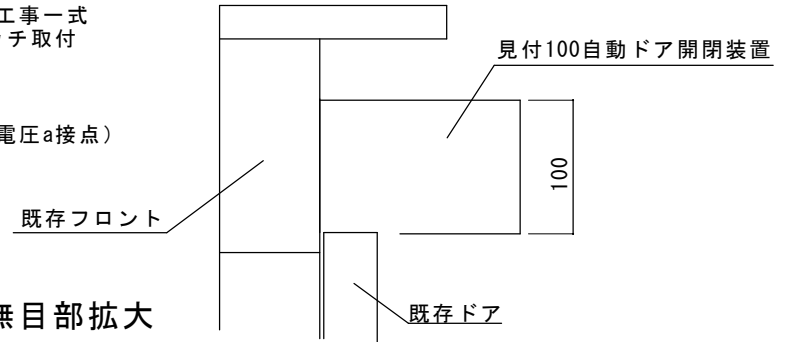 工事一式
チ取付
見付100自動ドア開閉装置
電圧a接点）
100
既存フロント
既存ドア
無目部拡大